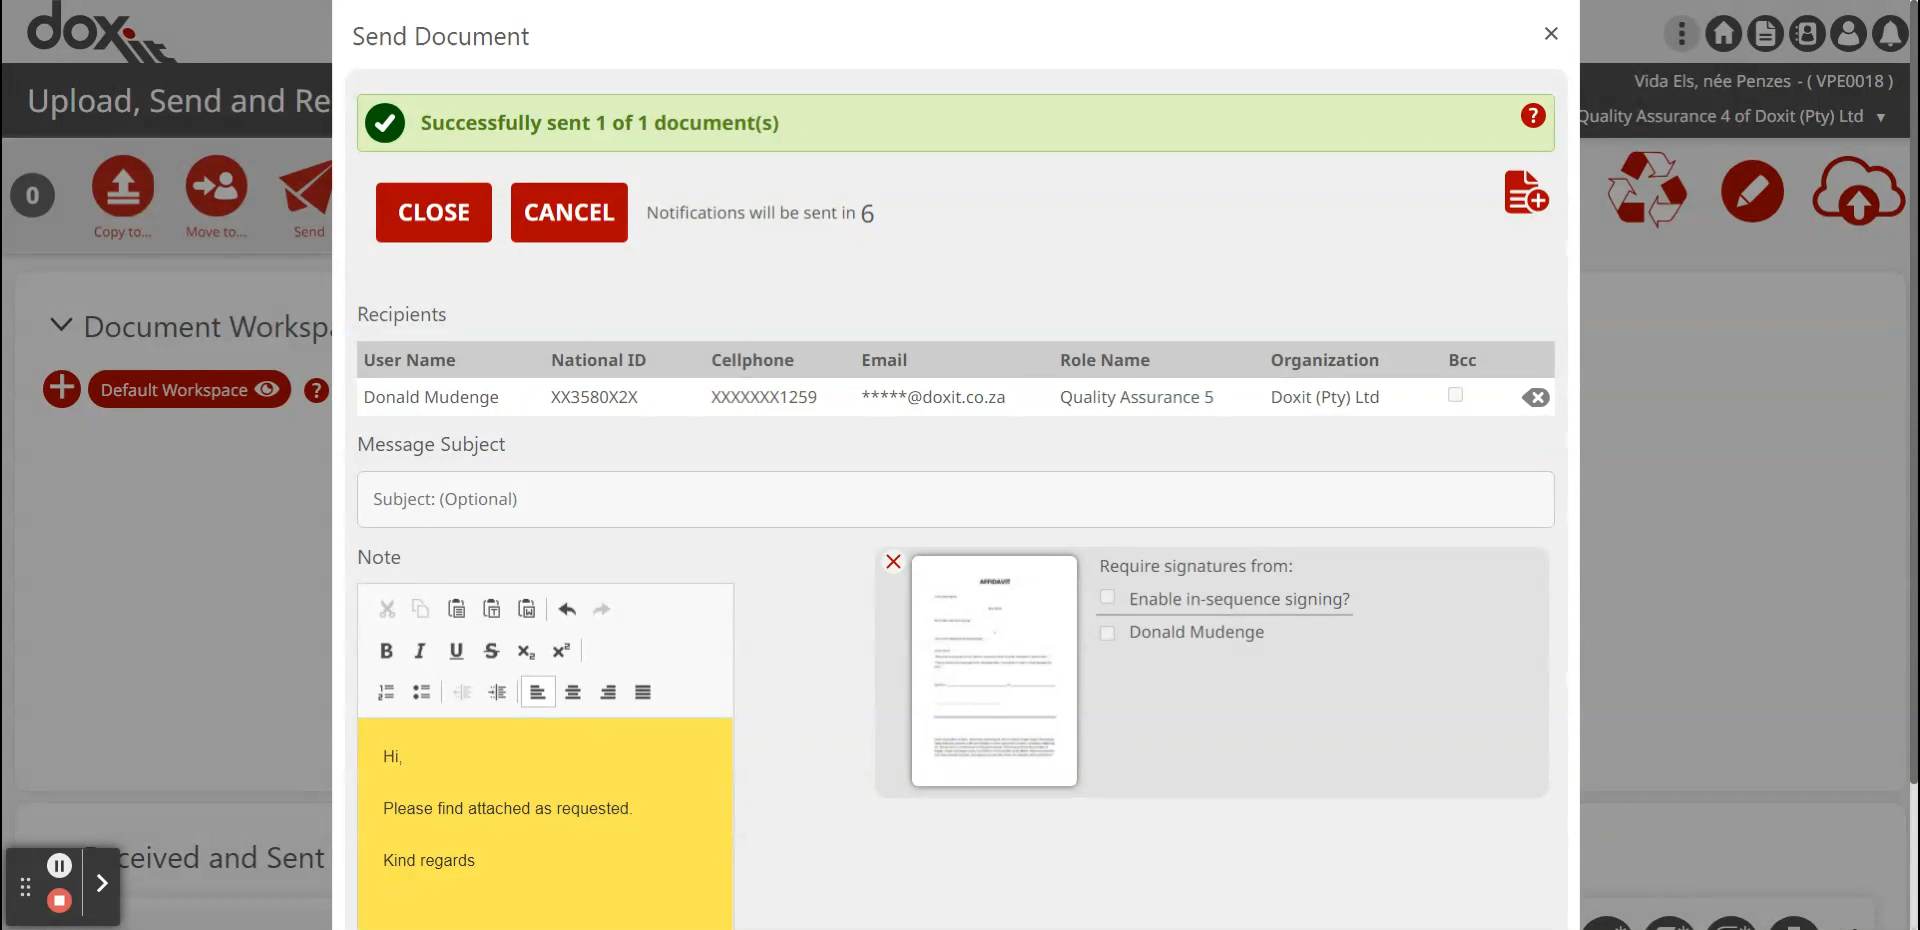 doxit
Send Document
Upload, Send and Re
Vida Els, née Penzes - ( VPE0018 )
Quality Assurance 4 of Doxit (Pty) Ltd
Successfully sent 1 of 1 document(s)
?
0
Copy to...
Move to...
Send
CLOSE
CANCEL
Notifications will be sent in 6
Document Workspa
Default Workspace
?
Recipients
User Name National ID Cellphone Email Role Name Organization Bcc
Donald Mudenge XX3580X2X XXXXXXX1259 *****@doxit.co.za Quality Assurance 5 Doxit (Pty) Ltd
Message Subject
Subject: (Optional)
Note
B I U S x₂ x²
Hi,
Please find attached as requested.
Kind regards
AFFIDAVIT
Require signatures from:
Enable in-sequence signing?
Donald Mudenge
ceived and Sent